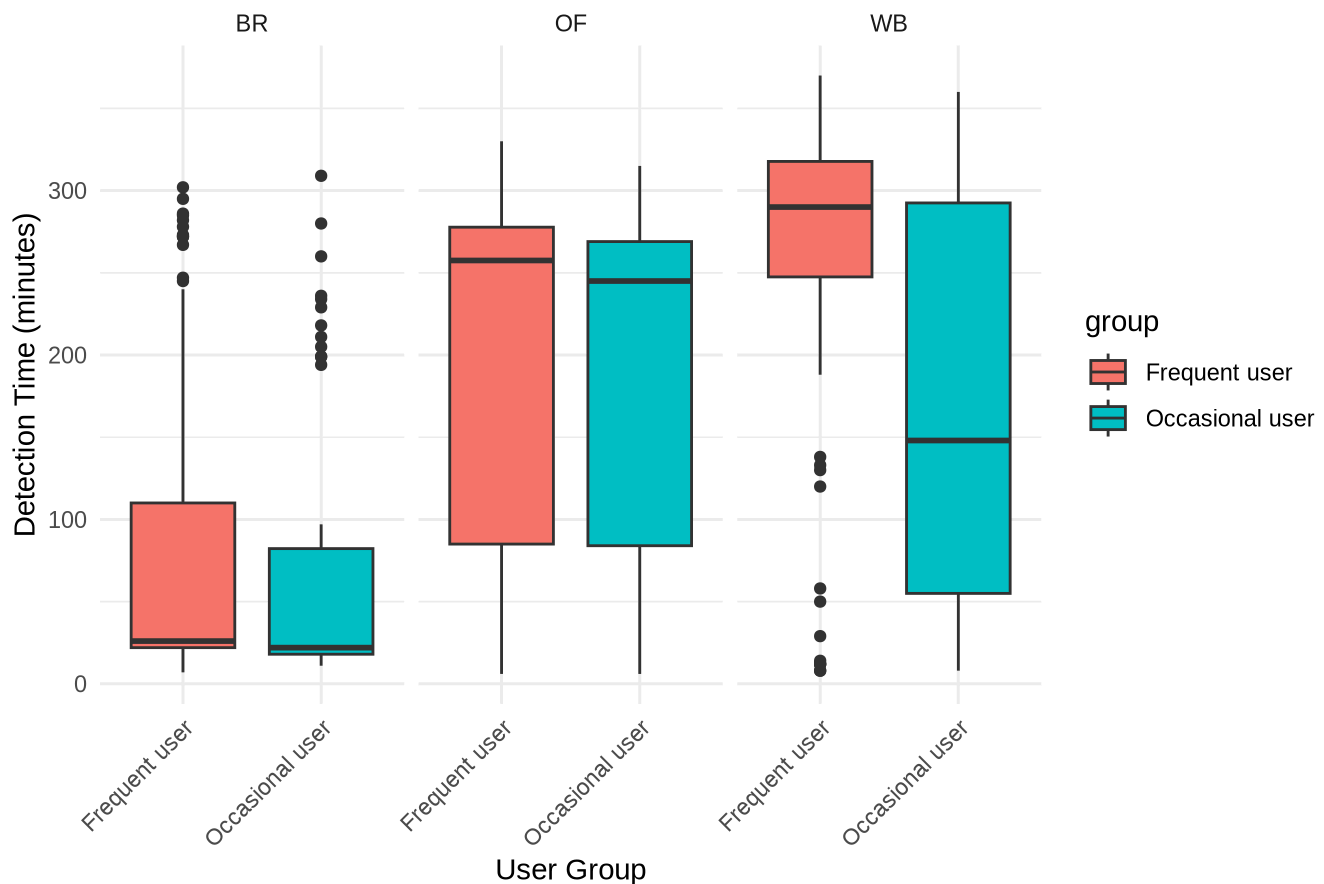 BR OF WB
300
200
100
0
Detection Time (minutes)
Frequent user
Occasional user
Frequent user
Occasional user
Frequent user
Occasional user
User Group
group
Frequent user
Occasional user